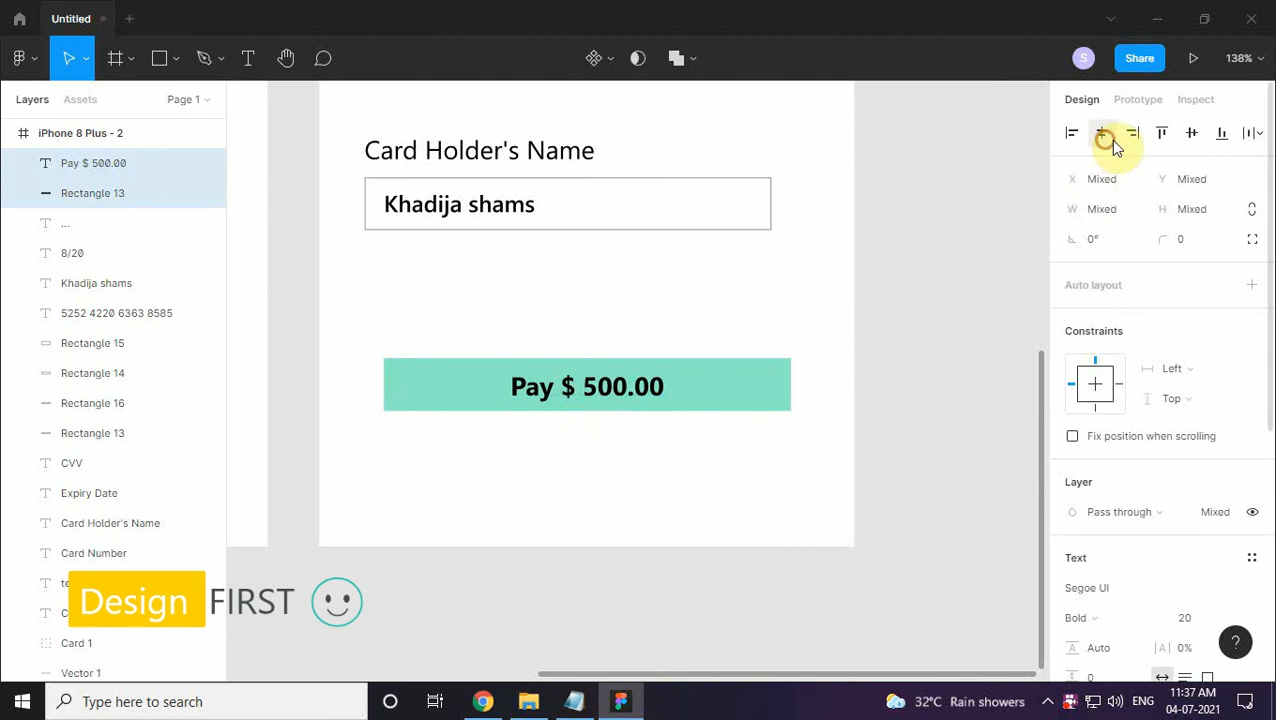 Untitled
Share
138%
Layers
Assets
Page 1
Design
Prototype
Inspect
iPhone 8 Plus - 2
Pay $ 500.00
Rectangle 13
...
8/20
Khadija shams
5252 4220 6363 8585
Rectangle 15
Rectangle 14
Rectangle 16
Rectangle 13
CVV
Expiry Date
Card Holder's Name
Card Number
te
C
Card 1
Vector 1
Card Holder's Name
Khadija shams
Pay $ 500.00
Design FIRST
X Mixed
Y Mixed
W Mixed
H Mixed
0°
0
Auto layout
Constraints
Left
Top
Fix position when scrolling
Layer
Pass through
Mixed
Text
Segoe UI
Bold
20
Auto
|A| 0%
0
?
S
Type here to search
32°C Rain showers
ENG
11:37 AM
04-07-2021